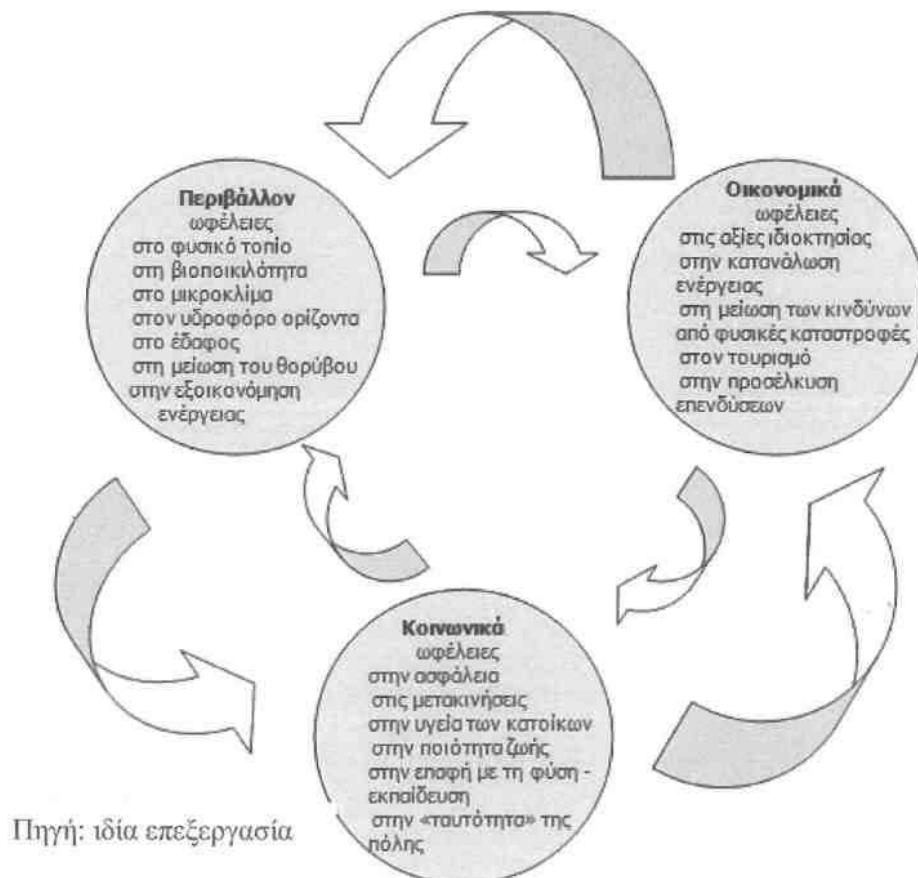 Περιβάλλον
ωφέλειες
στο φυσικό τοπίο
στη βιοποικιλότητα
στο μικροκλίμα
στον υδροφόρο ορίζοντα
στο έδαφος
στη μείωση του θορύβου
στην εξοικονόμηση
ενέργειας
Οικονομικά
ωφέλειες
στις αξίες ιδιοκτησίας
στην κατανάλωση
ενέργειας
στη μείωση των κινδύνων
από φυσικές καταστροφές
στον τουρισμό
στην προσέλκυση
επενδύσεων
Κοινωνικά
ωφέλειες
στην ασφάλεια
στις μετακινήσεις
στην υγεία των κατοίκων
στην ποιότητα ζωής
στην επαφή με τη φύση -
εκπαίδευση
στην «ταυτότητα» της
πόλης
Πηγή: ιδία επεξεργασία